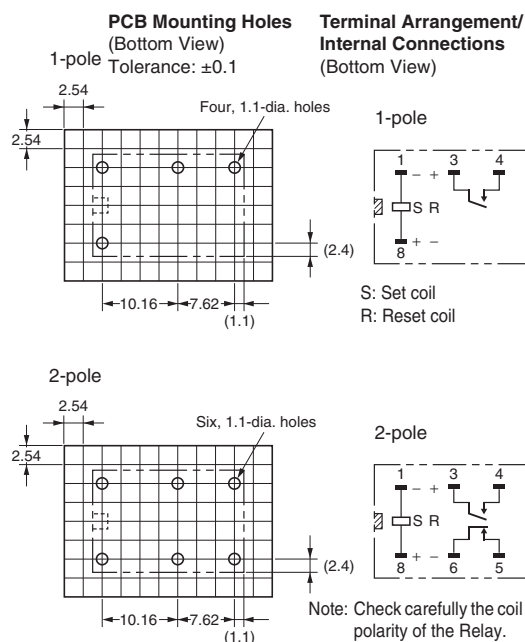 PCB Mounting Holes
(Bottom View)
1-pole Tolerance: ±0.1
2.54
Four, 1.1-dia. holes
2.54
(2.4)
10.16
7.62
(1.1)
Terminal Arrangement/
Internal Connections
(Bottom View)
1-pole
1 3 4
- +
S R
+ -
8
S: Set coil
R: Reset coil
2-pole
2.54
Six, 1.1-dia. holes
2.54
(2.4)
10.16
7.62
(1.1)
2-pole
1 3 4
- +
S R
+ -
8 6 5
Note: Check carefully the coil
polarity of the Relay.